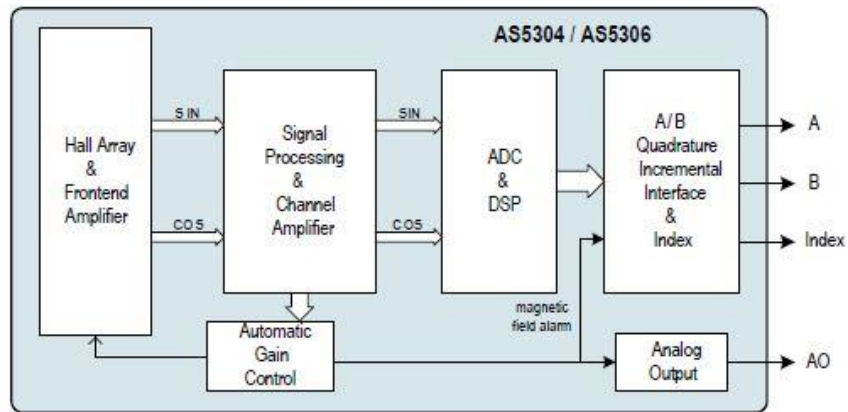 AS5304 / AS5306
Hall Array
&
Frontend
Amplifier
SIN
COS
Signal
Processing
&
Channel
Amplifier
SIN
COS
ADC
&
DSP
A/B
Quadrature
Incremental
Interface
&
Index
A
B
Index
magnetic
field alarm
Automatic
Gain
Control
Analog
Output
AO